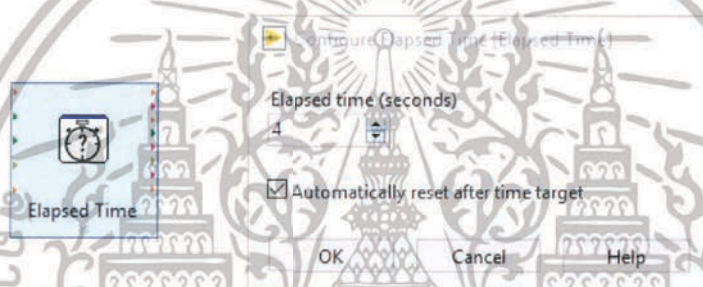 Configure Elapsed Time [Elapsed Time]
Elapsed time (seconds)
4
Automatically reset after time target
Elapsed Time
OK Cancel Help